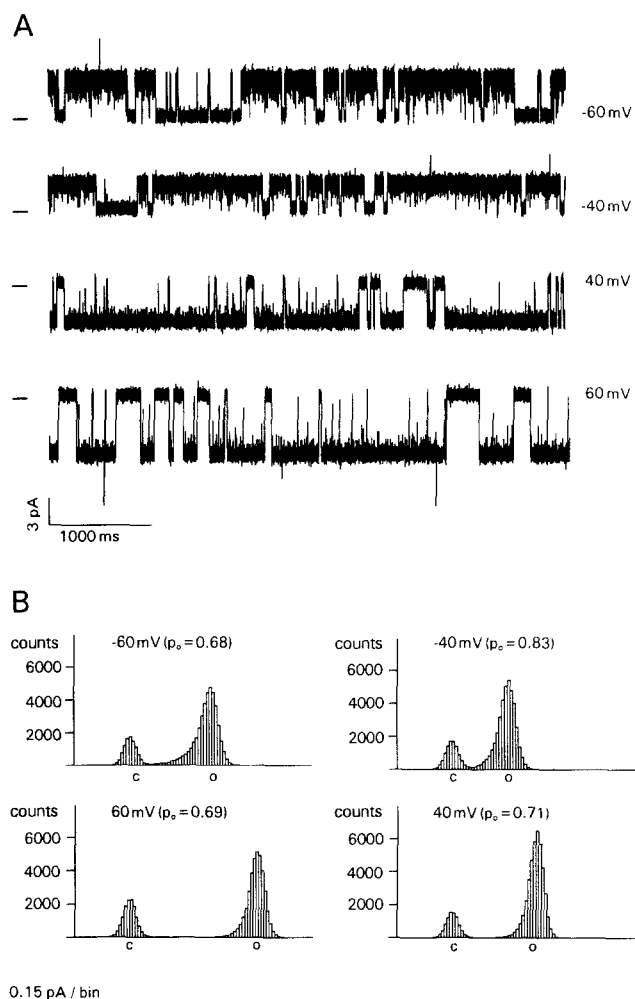 A
-60 mV
-40 mV
40 mV
60 mV
3 pA
1000 ms
B
counts
-60 mV (pₒ = 0.68)
6000
4000
2000
c
o
counts
-40 mV (pₒ = 0.83)
6000
4000
2000
c
o
counts
60 mV (pₒ = 0.69)
6000
4000
2000
c
o
counts
40 mV (pₒ = 0.71)
6000
4000
2000
c
o
0.15 pA / bin